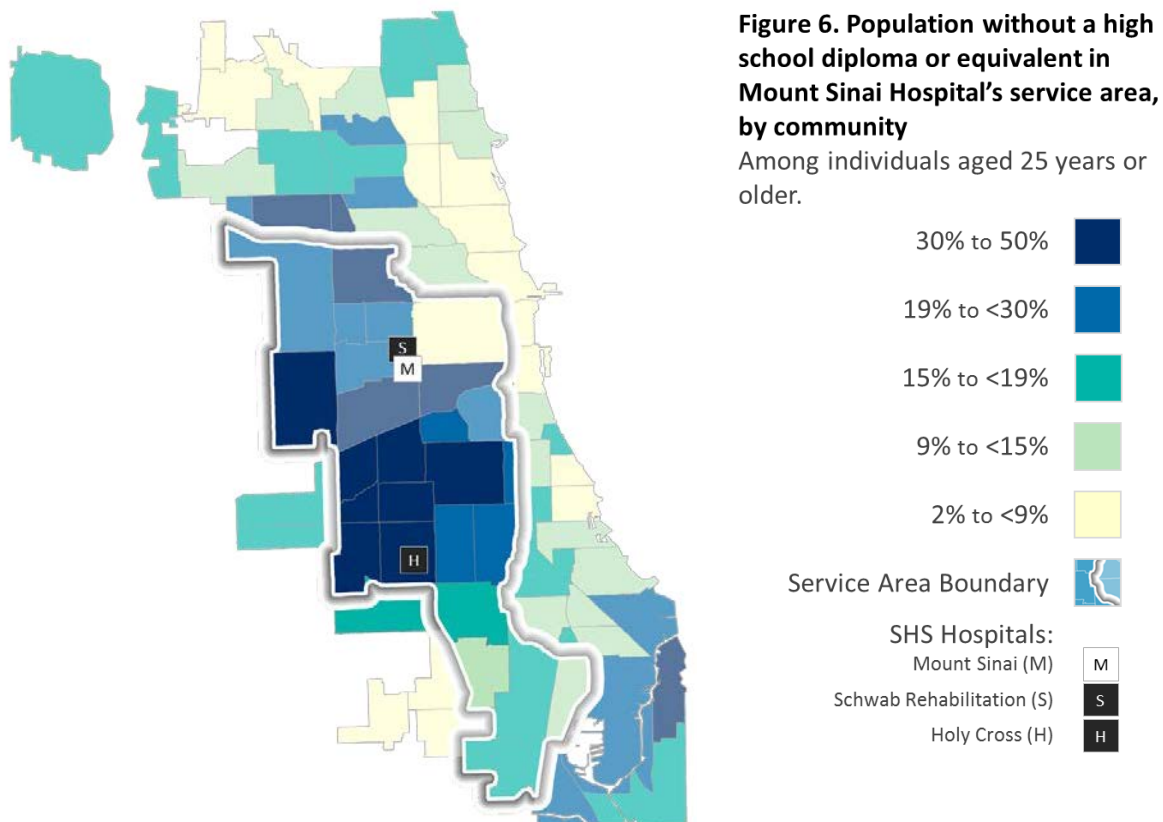 Figure 6. Population without a high
school diploma or equivalent in
Mount Sinai Hospital’s service area,
by community
Among individuals aged 25 years or
older.
30% to 50%
19% to <30%
15% to <19%
9% to <15%
2% to <9%
Service Area Boundary
SHS Hospitals:
Mount Sinai (M) M
Schwab Rehabilitation (S) S
Holy Cross (H) H
S
M
H